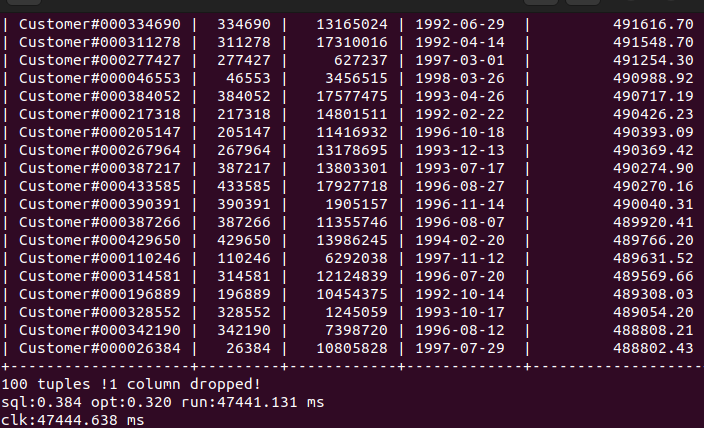 | Customer#000334690 |  334690 |   13165024 | 1992-06-29  |         491616.70
| Customer#000311278 |  311278 |   17310016 | 1992-04-14  |         491548.70
| Customer#000277427 |  277427 |     627237 | 1997-03-01  |         491254.30
| Customer#000046553 |   46553 |    3456515 | 1998-03-26  |         490988.92
| Customer#000384052 |  384052 |   17577475 | 1993-04-26  |         490717.19
| Customer#000217318 |  217318 |   14801511 | 1992-02-22  |         490426.23
| Customer#000205147 |  205147 |   11416932 | 1996-10-18  |         490393.09
| Customer#000267964 |  267964 |   13178695 | 1993-12-13  |         490369.42
| Customer#000387217 |  387217 |   13803301 | 1993-07-17  |         490274.90
| Customer#000433585 |  433585 |   17927718 | 1996-08-27  |         490270.16
| Customer#000390391 |  390391 |    1905157 | 1996-11-14  |         490040.31
| Customer#000387266 |  387266 |   11355746 | 1996-08-07  |         489920.41
| Customer#000429650 |  429650 |   13986245 | 1994-02-20  |         489766.20
| Customer#000110246 |  110246 |    6292038 | 1997-11-12  |         489631.52
| Customer#000314581 |  314581 |   12124839 | 1996-07-20  |         489569.66
| Customer#000196889 |  196889 |   10454375 | 1992-10-14  |         489308.03
| Customer#000328552 |  328552 |    1245059 | 1993-10-17  |         489054.20
| Customer#000342190 |  342190 |    7398720 | 1996-08-12  |         488808.21
| Customer#000026384 |   26384 |   10805828 | 1997-07-29  |         488802.43
+--------------------+---------+------------+-------------+-------------------
100 tuples !1 column dropped!
sql:0.384 opt:0.320 run:47441.131 ms
clk:47444.638 ms